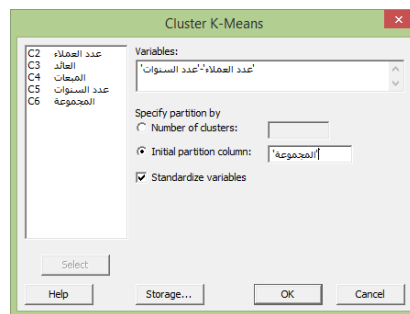 Cluster K-Means
C2 عدد العملاء
C3 العائد
C4 المبعات
C5 عدد السنوات
C6 المجموعة
Variables:
'عدد العملاء'-'عدد السنوات'
Specify partition by
Number of clusters:
Initial partition column:
'المجموعة'
Standardize variables
Select
Help
Storage...
OK
Cancel